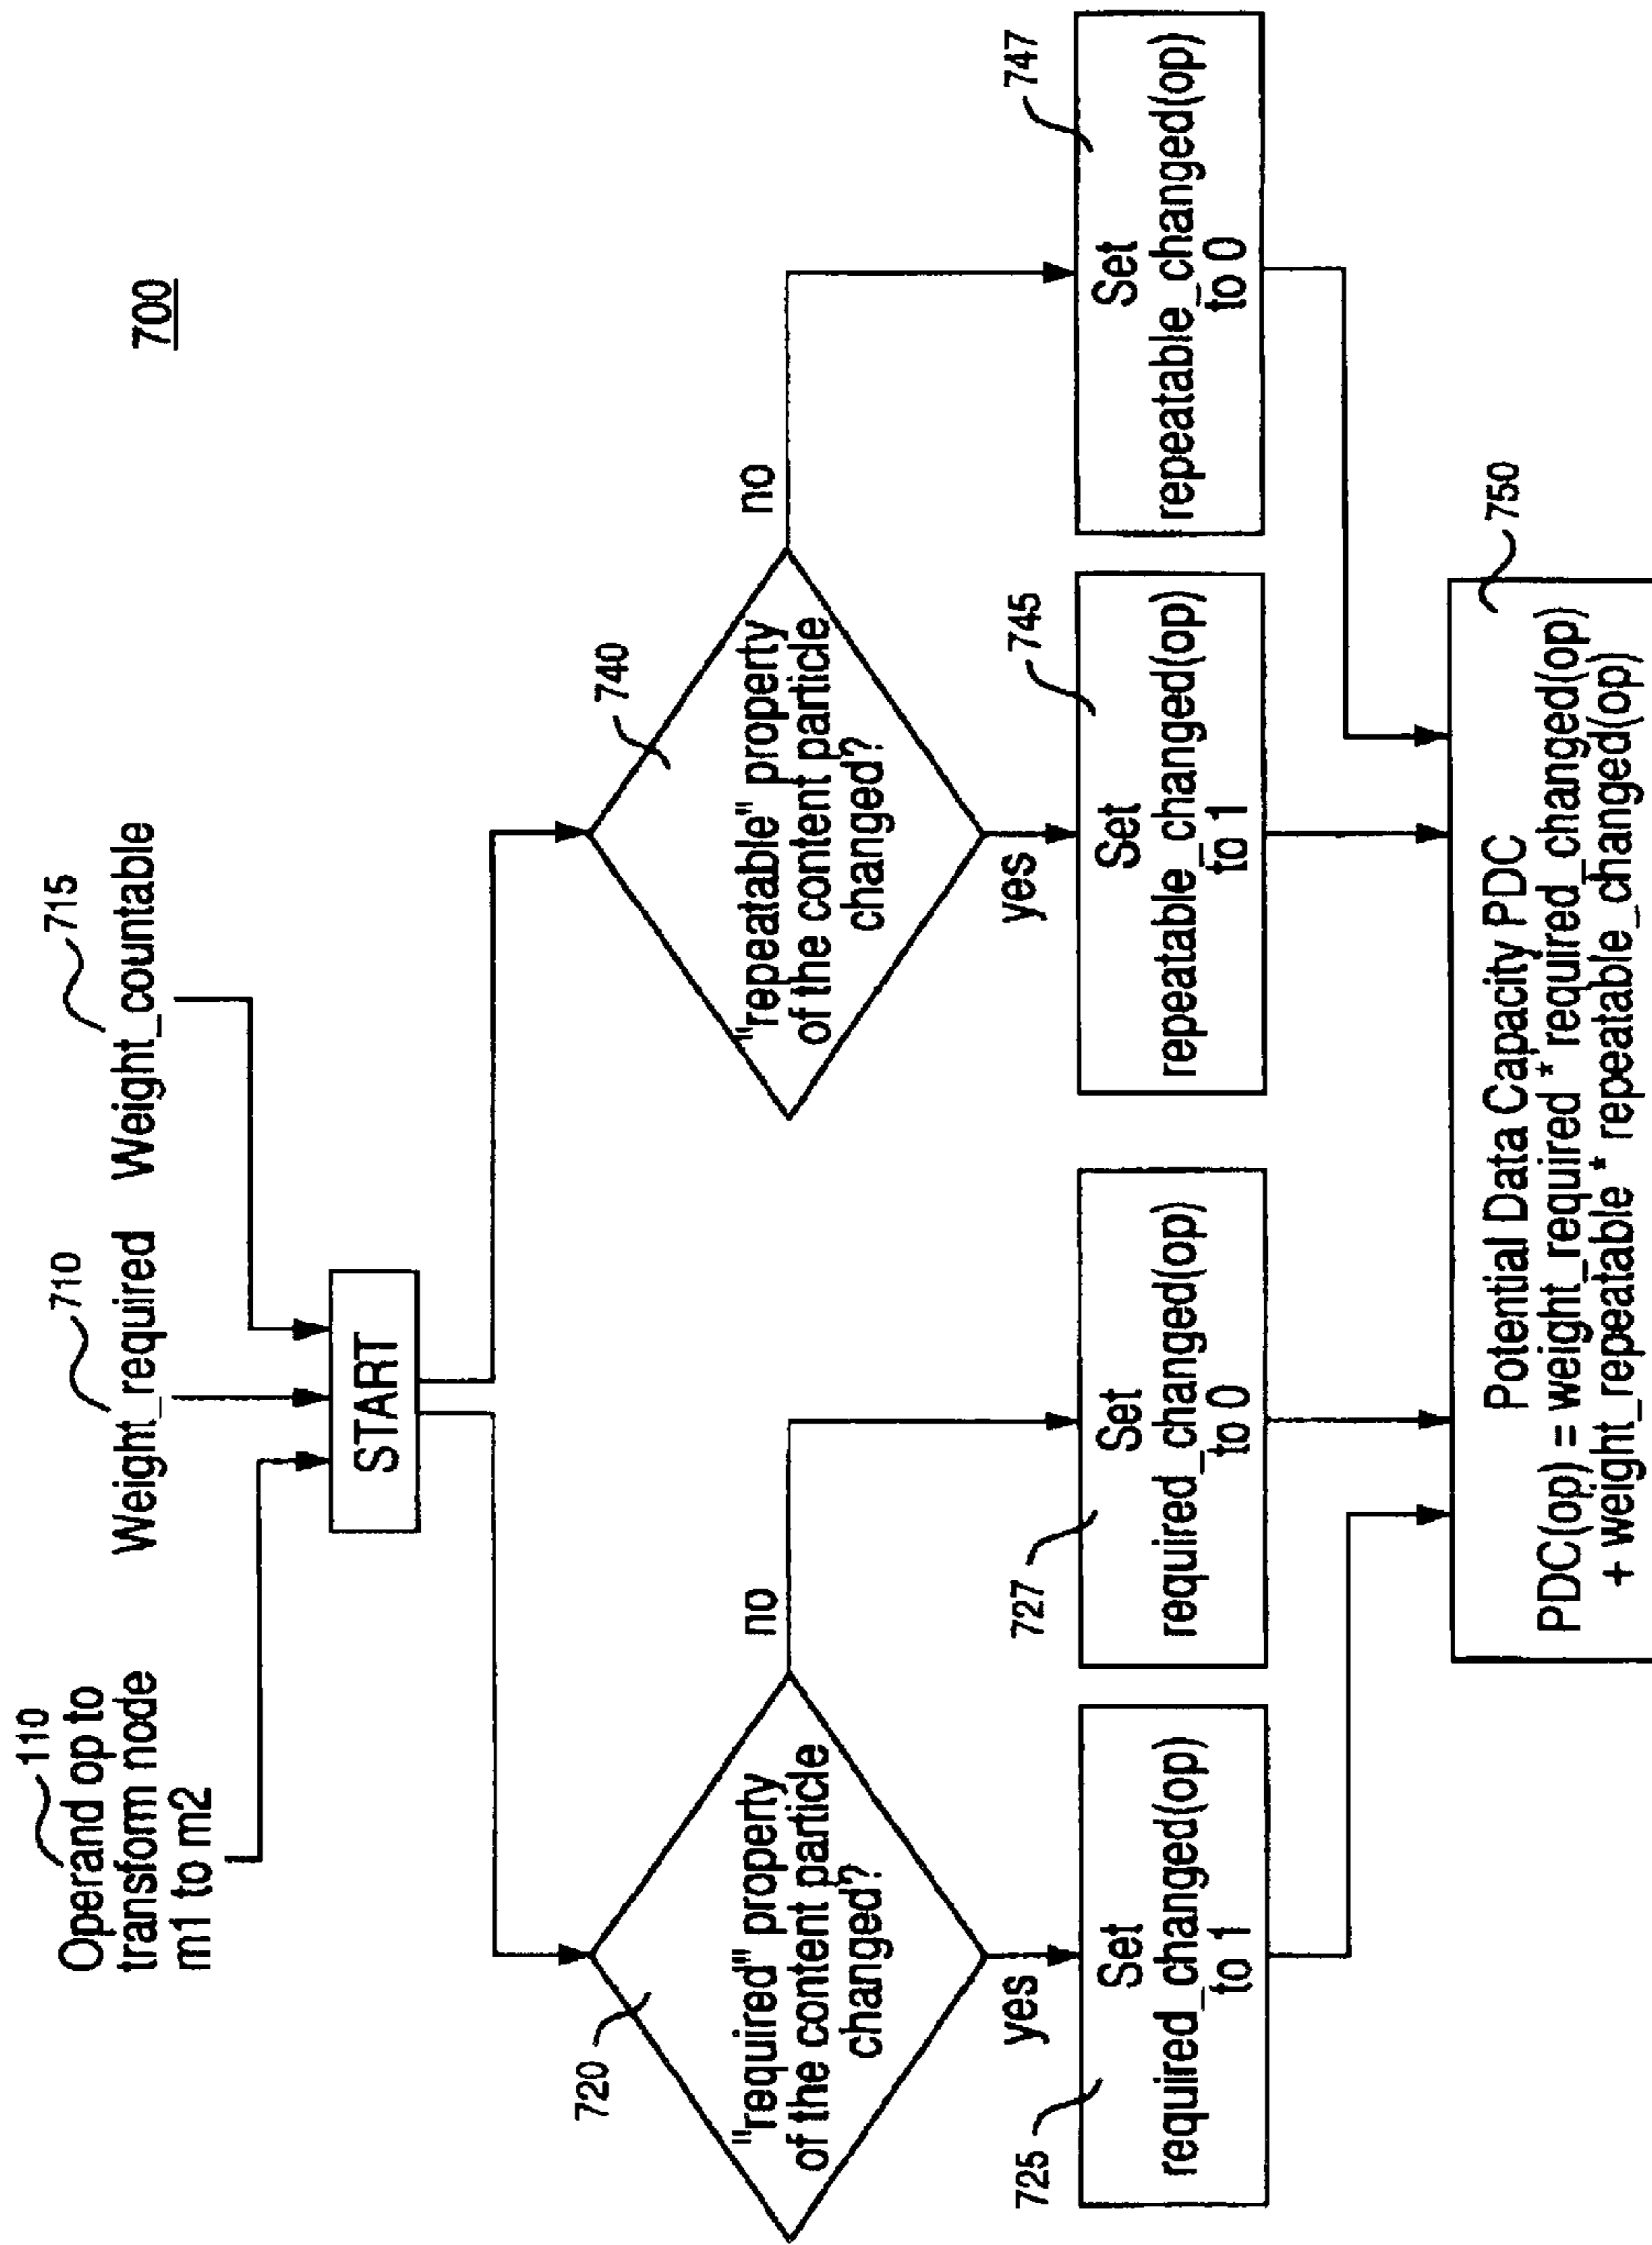 700
110
Operand op to
transform node
m1 to m2
710
Weight_required
715
Weight_countable
START
720
"required" property
of the content particle
changed?
no
yes
740
"repeatable" property
of the content particle
changed?
no
yes
725
Set
required_changed(op)
to 1
727
Set
required_changed(op)
to 0
745
Set
repeatable_changed(op)
to 1
747
Set
repeatable_changed(op)
to 0
750
Potential Data Capacity PDC
PDC(op) = weight_required * required_changed(op)
+ weight_repeatable * repeatable_changed(op)